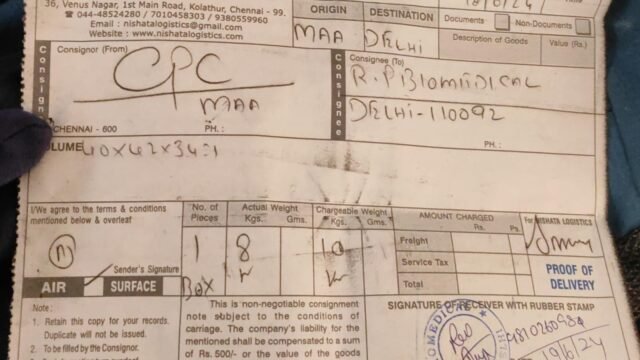 36, Venus Nagar, 1st Main Road, Kolathur, Chennai - 99.
☎ 044-48524280 / 7010458303 / 9380559960
Email : nishatalogistics@gmail.com
Website : www.nishatalogistics.com
ORIGIN DESTINATION
MAA DELHI
Documents Non-Documents
Description of Goods Value (Rs.)
Consignor (From)
CPC
MAA
CHENNAI - 600 PH. :
Consignee (To)
R.P BIOMEDICAL
DELHI-110092
PH. :
OLUME 40x42x34=1
I/We agree to the terms & conditions mentioned below & overleaf
Sender's Signature
AIR SURFACE
No. of Pieces
1
BOX
Actual Weight
Kgs. Gms.
8
Chargeable Weight
Kgs. Gms.
10
AMOUNT CHARGED
Rs. Ps.
Freight
Service Tax
Total
For NISHATA LOGISTICS
PROOF OF DELIVERY
Note :
1. Retain this copy for your records. Duplicate will not be issued.
2. To be filled by the Consignor.
This is non-negotiable consignment
note subject to the conditions of
carriage. The company's liability for the
mentioned shall be compensated to a sum
of Rs. 500/- or the value of the goods
SIGNATURE OF RECEIVER WITH RUBBER STAMP